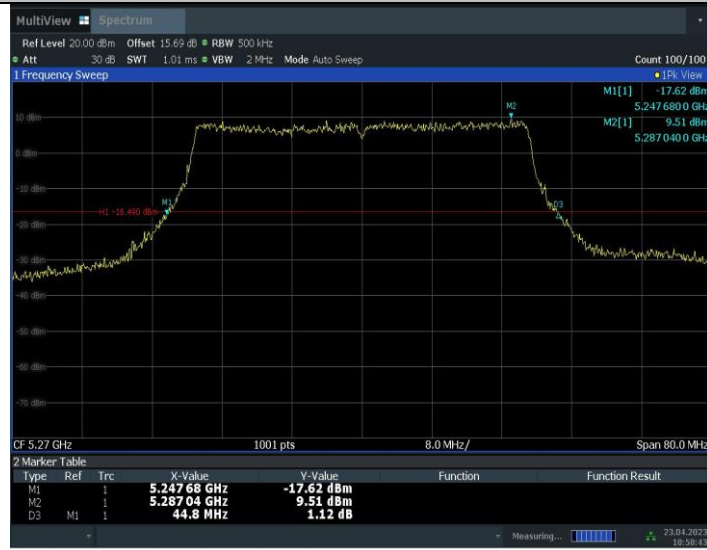 MultiView Spectrum
Ref Level 20.00 dBm Offset 15.69 dB RBW 500 kHz
Att 30 dB SWT 1.01 ms VBW 2 MHz Mode Auto Sweep Count 100/100
1 Frequency Sweep 1Pk View
M1[1] -17.62 dBm
5.2476800 GHz
M2[1] 9.51 dBm
5.2870400 GHz
M2
10 dBm
0 dBm
-10 dBm
M1
D3
H1 -16.490 dBm
-20 dBm
-30 dBm
-40 dBm
-50 dBm
-60 dBm
-70 dBm
CF 5.27 GHz 1001 pts 8.0 MHz/ Span 80.0 MHz
2 Marker Table
Type Ref Trc X-Value Y-Value Function Function Result
M1 1 5.247 68 GHz -17.62 dBm
M2 1 5.287 04 GHz 9.51 dBm
D3 M1 1 44.8 MHz 1.12 dB
Measuring... 23.04.2023
18:58:43